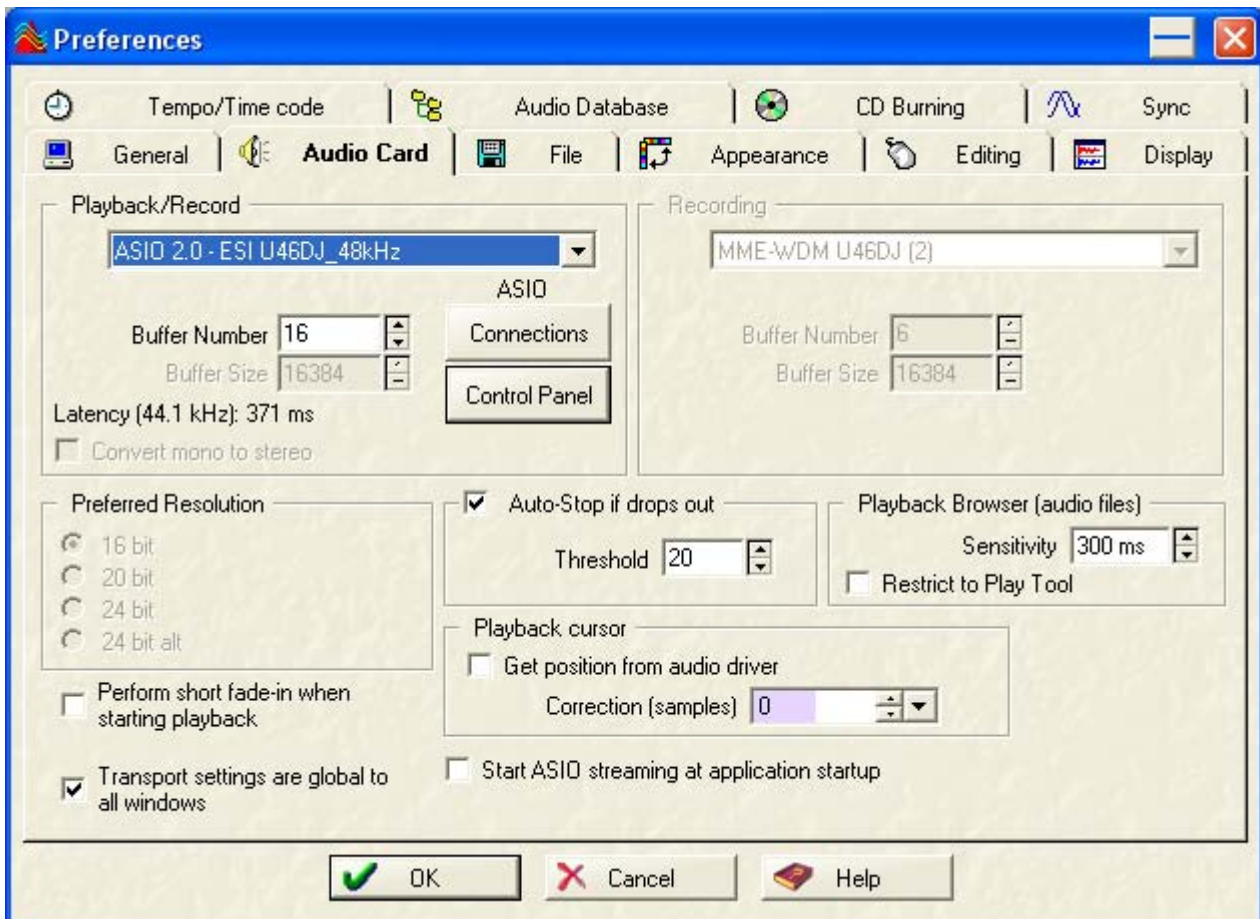 Preferences
Tempo/Time code
Audio Database
CD Burning
Sync
General
Audio Card
File
Appearance
Editing
Display
Playback/Record
ASIO 2.0 - ESI U46DJ_48kHz
ASIO
Buffer Number 16
Connections
Buffer Size 16384
Control Panel
Latency (44.1 kHz): 371 ms
Convert mono to stereo
Recording
MME-WDM U46DJ (2)
Buffer Number 6
Buffer Size 16384
Preferred Resolution
16 bit
20 bit
24 bit
24 bit alt
Auto-Stop if drops out
Threshold 20
Playback Browser (audio files)
Sensitivity 300 ms
Restrict to Play Tool
Playback cursor
Get position from audio driver
Correction (samples) 0
Perform short fade-in when
starting playback
Transport settings are global to
all windows
Start ASIO streaming at application startup
OK
Cancel
Help